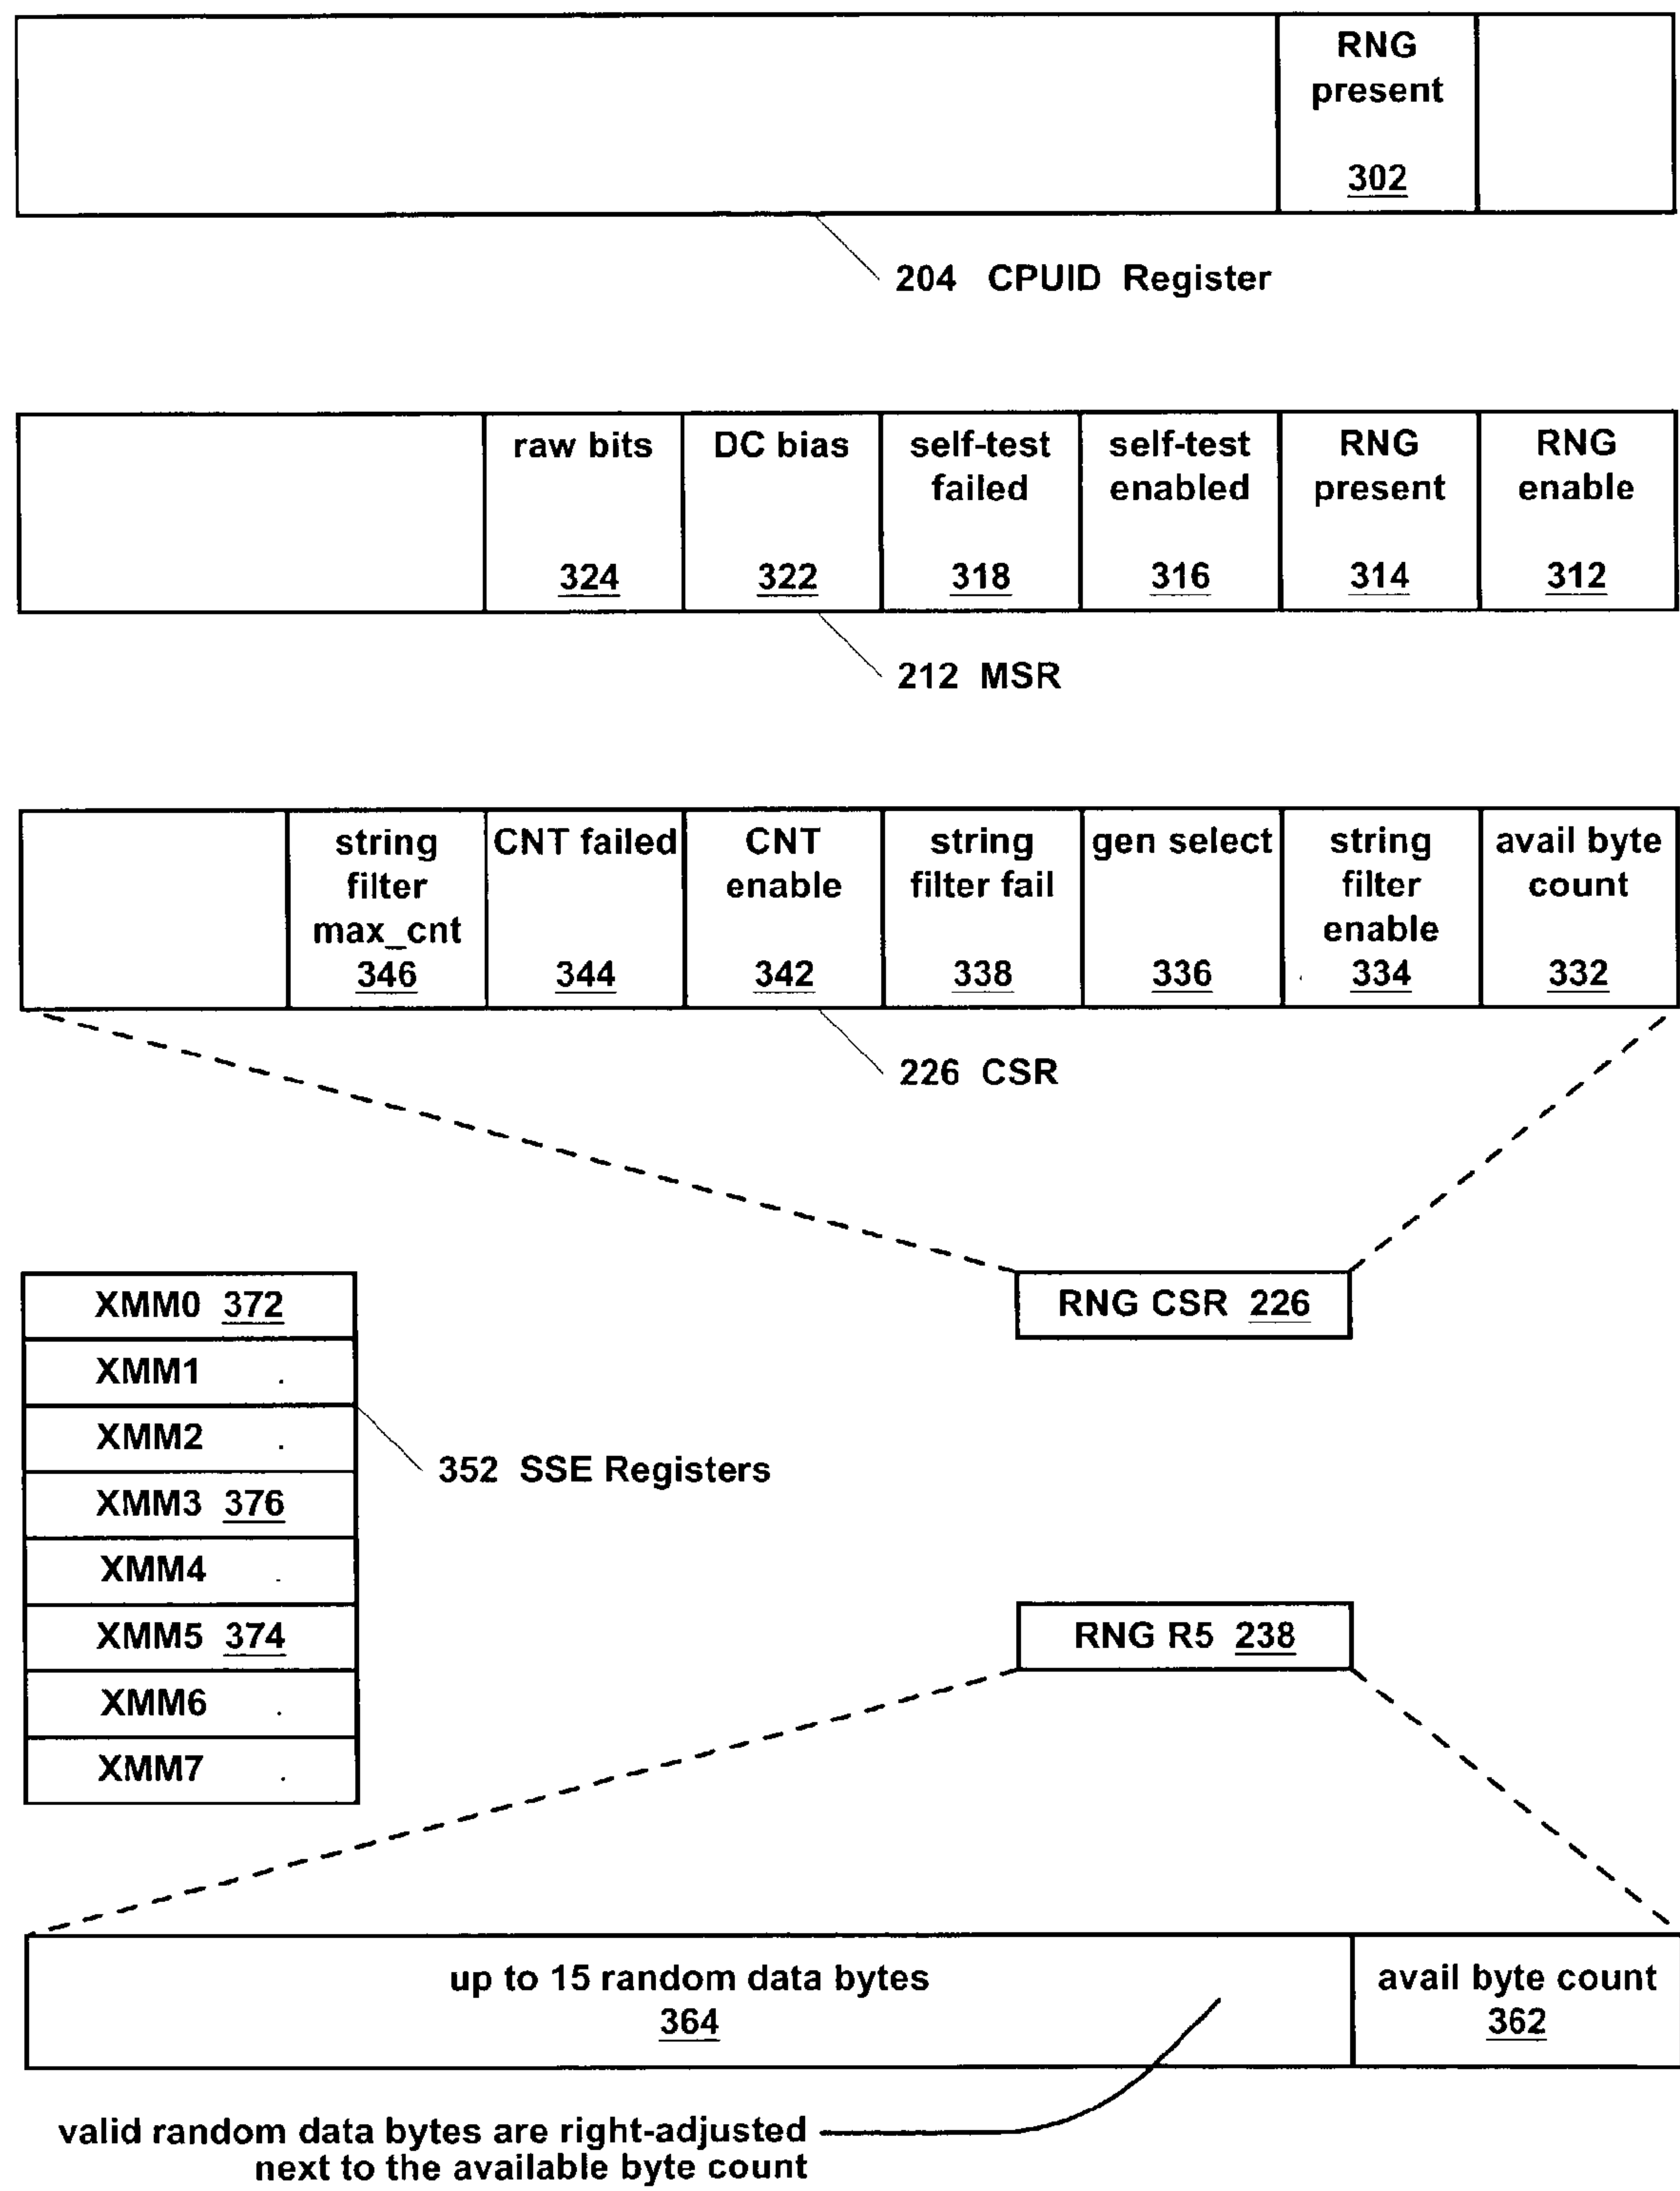 RNG
present
302
204 CPUID Register
raw bits
324
DC bias
322
self-test
failed
318
self-test
enabled
316
RNG
present
314
RNG
enable
312
212 MSR
string
filter
max_cnt
346
CNT failed
344
CNT
enable
342
string
filter fail
338
gen select
336
string
filter
enable
334
avail byte
count
332
226 CSR
RNG CSR 226
XMM0 372
XMM1 .
XMM2 .
XMM3 376
XMM4 .
XMM5 374
XMM6 .
XMM7 .
352 SSE Registers
RNG R5 238
up to 15 random data bytes
364
avail byte count
362
valid random data bytes are right-adjusted
next to the available byte count